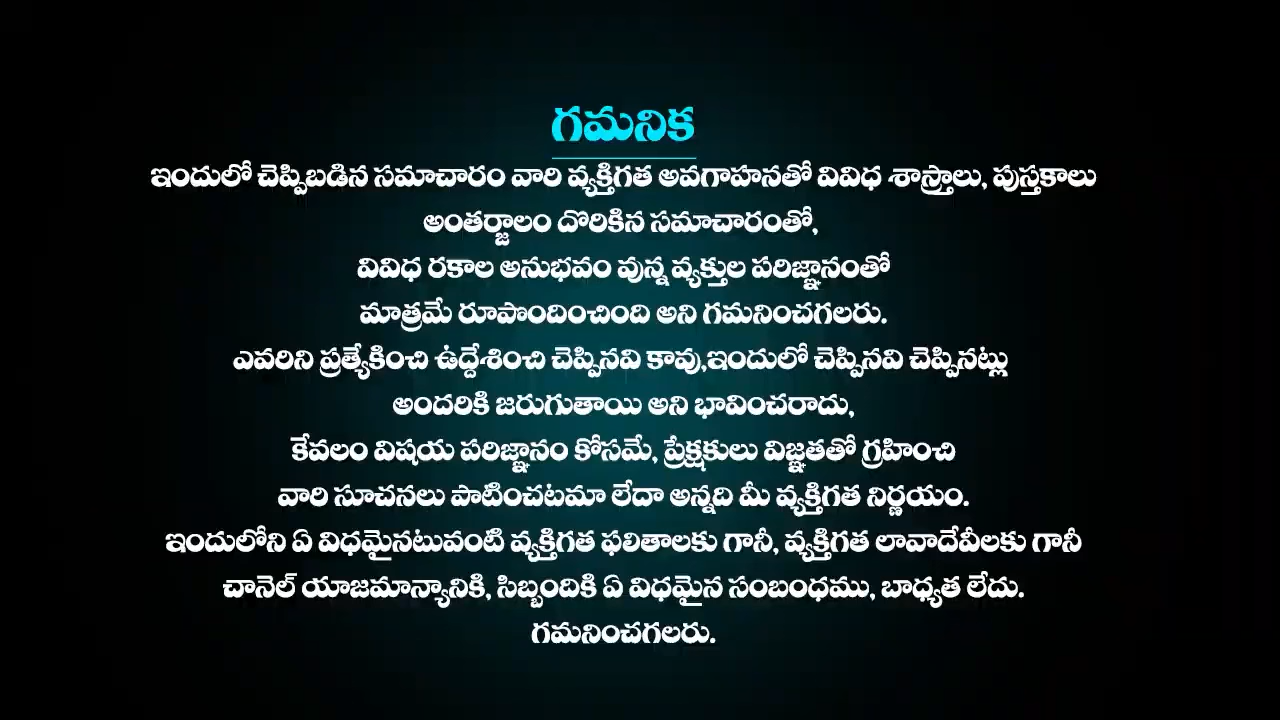 గమనిక
ఇందులో చెప్పిబడిన సమాచారం వారి వ్యక్తిగత అవగాహనతో వివిధ శాస్త్రాలు, పుస్తకాలు
అంతర్జాలం దొరికిన సమాచారంతో,
వివిధ రకాల అనుభవం వున్న వ్యక్తుల పరిజ్ఞానంతో
మాత్రమే రూపొందించింది అని గమనించగలరు.
ఎవరిని ప్రత్యేకించి ఉద్దేశించి చెప్పినవి కావు,ఇందులో చెప్పినవి చెప్పినట్లు
అందరికి జరుగుతాయి అని భావించరాదు,
కేవలం విషయ పరిజ్ఞానం కోసమే, ప్రేక్షకులు విజ్ఞతతో గ్రహించి
వారి సూచనలు పాటించటమా లేదా అన్నది మీ వ్యక్తిగత నిర్ణయం.
ఇందులోని ఏ విధమైనటువంటి వ్యక్తిగత ఫలితాలకు గానీ, వ్యక్తిగత లావాదేవీలకు గానీ
చానెల్ యాజమాన్యానికి, సిబ్బందికి ఏ విధమైన సంబంధము, బాధ్యత లేదు.
గమనించగలరు.